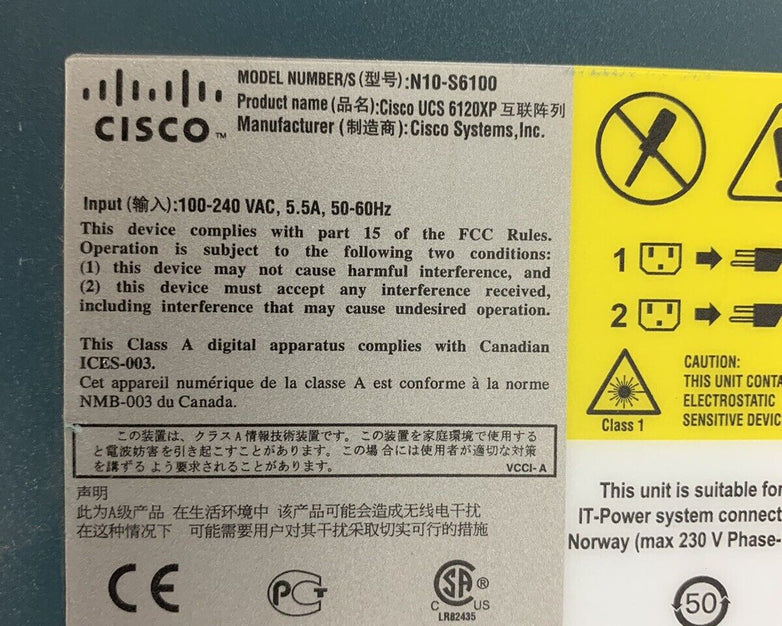 CISCO™
MODEL NUMBER/S (型号):N10-S6100
Product name (品名):Cisco UCS 6120XP 互联阵列
Manufacturer (制造商):Cisco Systems,Inc.
Input (输入):100-240 VAC, 5.5A, 50-60Hz
This device complies with part 15 of the FCC Rules.
Operation is subject to the following two conditions:
(1) this device may not cause harmful interference, and
(2) this device must accept any interference received,
including interference that may cause undesired operation.
This Class A digital apparatus complies with Canadian
ICES-003.
Cet appareil numérique de la classe A est conforme à la norme
NMB-003 du Canada.
この装置は、クラスA情報技術装置です。この装置を家庭環境で使用する
と電波妨害を引き起こすことがあります。この場合には使用者が適切な対策
を講ずるよう要求されることがあります。
VCCI-A
声明
此为A级产品 在生活环境中 该产品可能会造成无线电干扰
在这种情况下 可能需要用户对其干扰采取切实可行的措施
CE
PCT
C SA ® US
LR82435
1
2
Class 1
CAUTION:
THIS UNIT CONTA
ELECTROSTATIC
SENSITIVE DEVIC
This unit is suitable for
IT-Power system connect
Norway (max 230 V Phase-
50